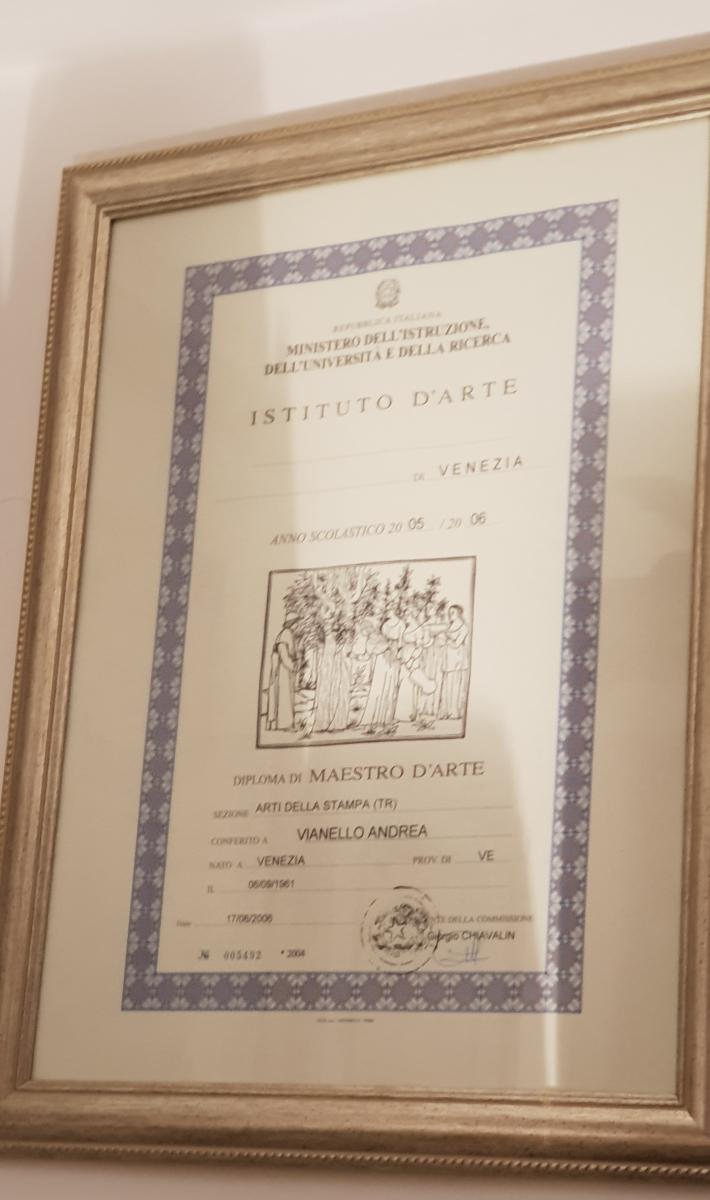 REPUBBLICA ITALIANA
MINISTERO DELL'ISTRUZIONE,
DELL'UNIVERSITÀ E DELLA RICERCA
ISTITUTO D'ARTE
DI VENEZIA
ANNO SCOLASTICO 20 05 / 20 06
DIPLOMA DI MAESTRO D'ARTE
SEZIONE ARTI DELLA STAMPA (TR)
CONFERITO A VIANELLO ANDREA
NATO A VENEZIA PROV. DI VE
IL 06/09/1961
Data 17/06/2006
DELLA COMMISSIONE
Giorgio CHIAVALIN
№ 005492 * 2004